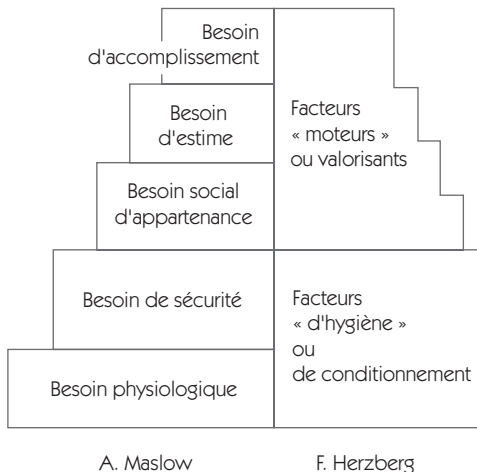 Besoin
d'accomplissement
Besoin
d'estime
Besoin social
d'appartenance
Besoin de sécurité
Besoin physiologique
Facteurs
« moteurs »
ou valorisants
Facteurs
« d'hygiène »
ou
de conditionnement
A. Maslow
F. Herzberg